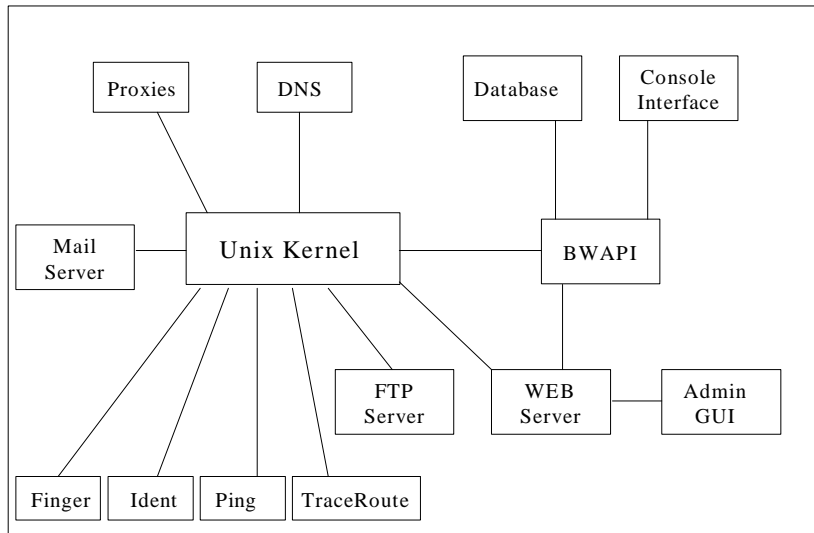 Proxies
DNS
Database
Console
Interface
Mail
Server
Unix Kernel
BWAPI
FTP
Server
WEB
Server
Admin
GUI
Finger
Ident
Ping
TraceRoute